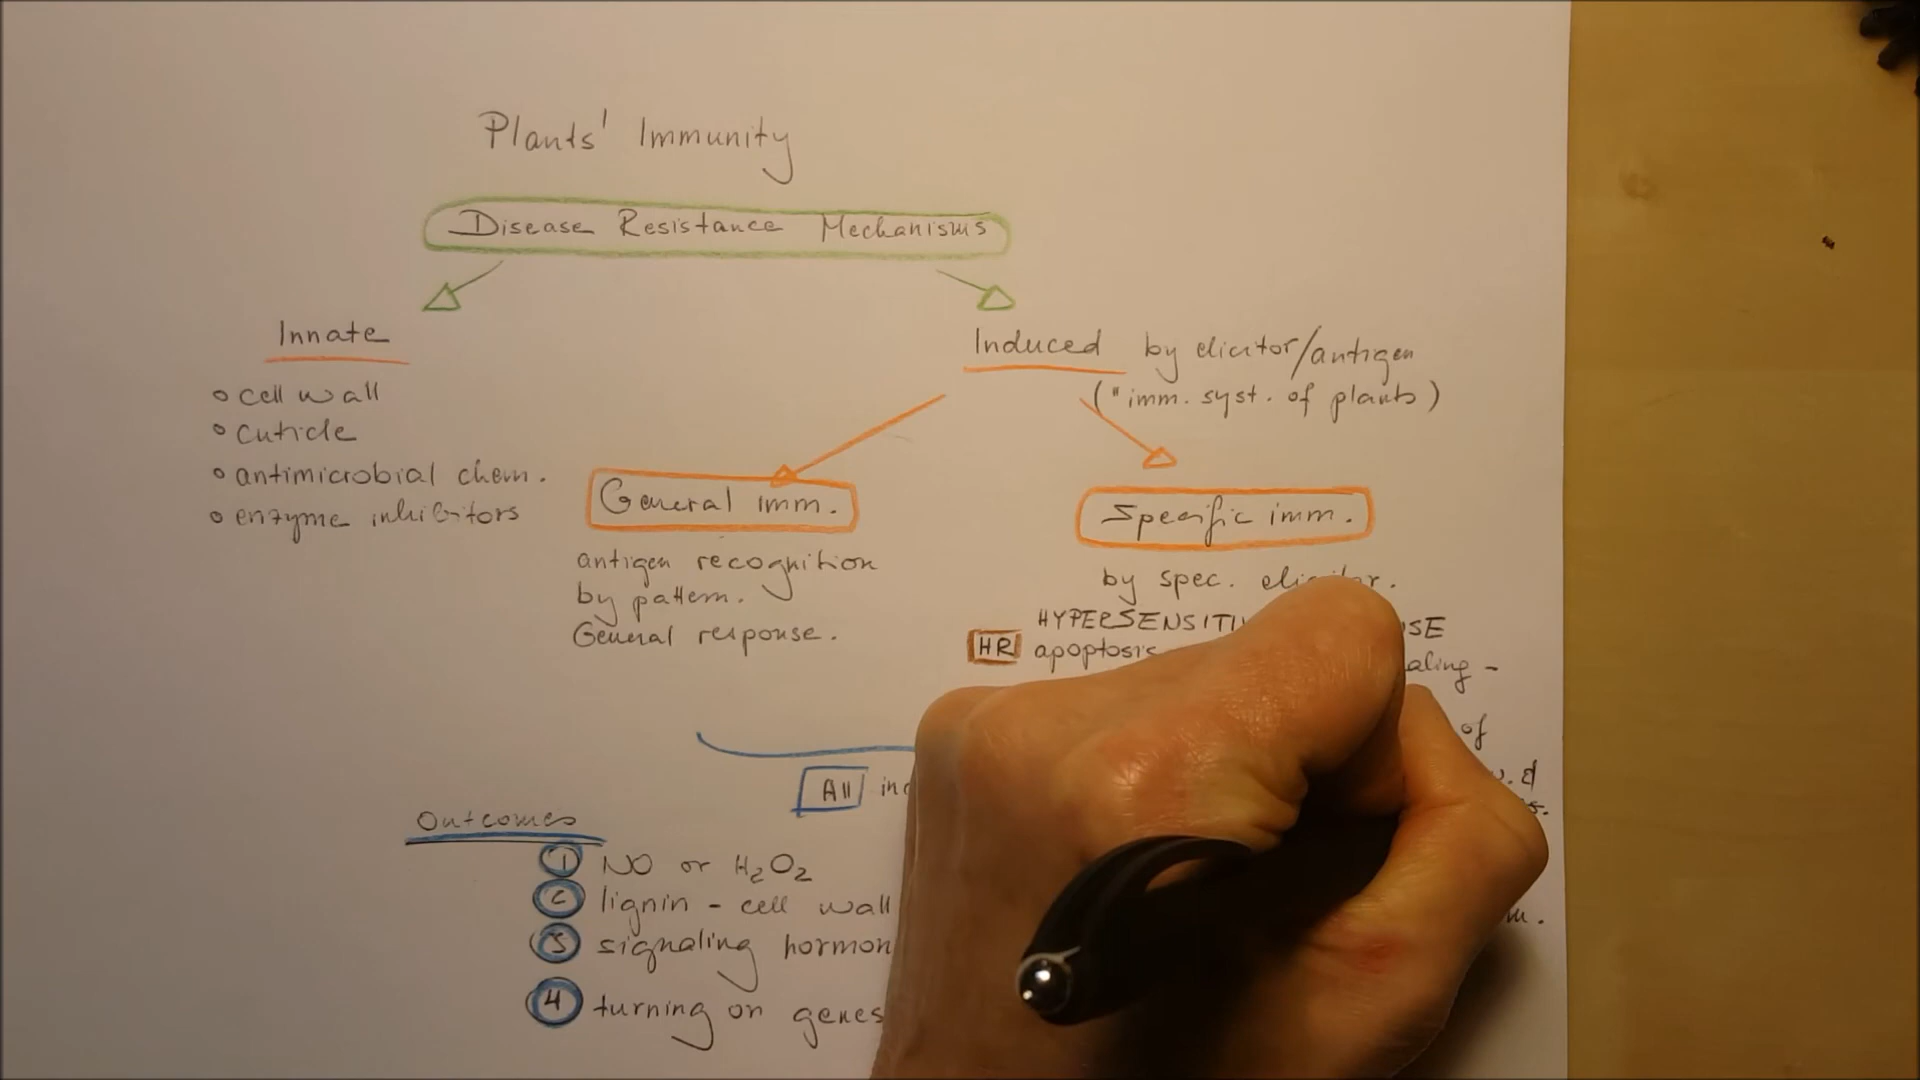 Plants' Immunity
Disease Resistance Mechanisms
Innate
cell wall
cuticle
antimicrobial chem.
enzyme inhibitors
Induced by elicitor/antigen
(" imm. syst. of plants)
General imm.
antigen recognition
by pattern.
General response.
Specific imm.
by spec.
HR
apoptosis
of
All
Outcomes
1 NO or H2O2
2 lignin - cell wall
3 signaling
4 turning on genes